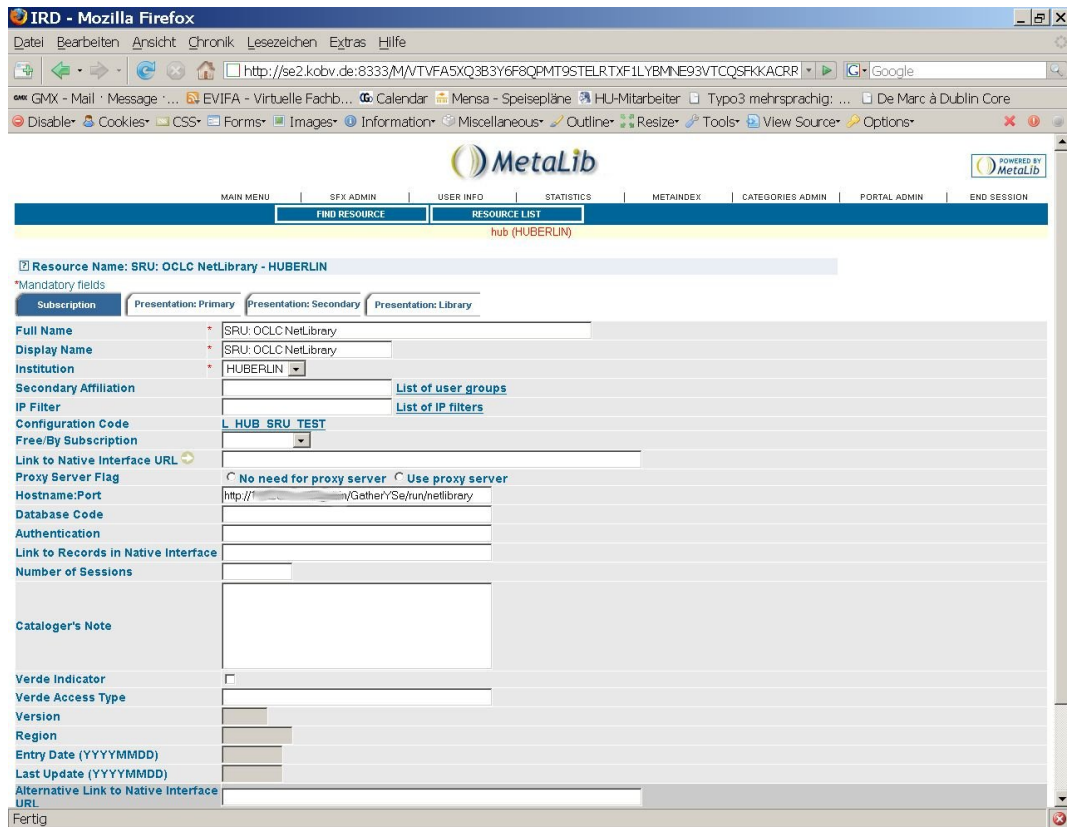 IRD - Mozilla Firefox
Datei Bearbeiten Ansicht Chronik Lesezeichen Extras Hilfe
http://se2.kobv.de:8333/M/VTVFA5XQ3B3Y6F8QPMT9STELRTXF1LYBMNE93VTCQSFKKACRR Google
GMX - Mail · Message ·... EVIFA - Virtuelle Fachb... Calendar Mensa - Speisepläne HU-Mitarbeiter Typo3 mehrsprachig: ... De Marc à Dublin Core
Disable Cookies CSS Forms Images Information Miscellaneous Outline Resize Tools View Source Options
MetaLib
POWERED BY MetaLib
MAIN MENU | SFX ADMIN | USER INFO | STATISTICS | METAINDEX | CATEGORIES ADMIN | PORTAL ADMIN | END SESSION
FIND RESOURCE RESOURCE LIST
hub (HUBERLIN)
Resource Name: SRU: OCLC NetLibrary - HUBERLIN
*Mandatory fields
Subscription Presentation: Primary Presentation: Secondary Presentation: Library
Full Name * SRU: OCLC NetLibrary
Display Name * SRU: OCLC NetLibrary
Institution * HUBERLIN
Secondary Affiliation List of user groups
IP Filter List of IP filters
Configuration Code L_HUB_SRU_TEST
Free/By Subscription
Link to Native Interface URL
Proxy Server Flag No need for proxy server Use proxy server
Hostname:Port http:// /GatherYSe/run/netlibrary
Database Code
Authentication
Link to Records in Native Interface
Number of Sessions
Cataloger's Note
Verde Indicator
Verde Access Type
Version
Region
Entry Date (YYYYMMDD)
Last Update (YYYYMMDD)
Alternative Link to Native Interface
URL
Fertig